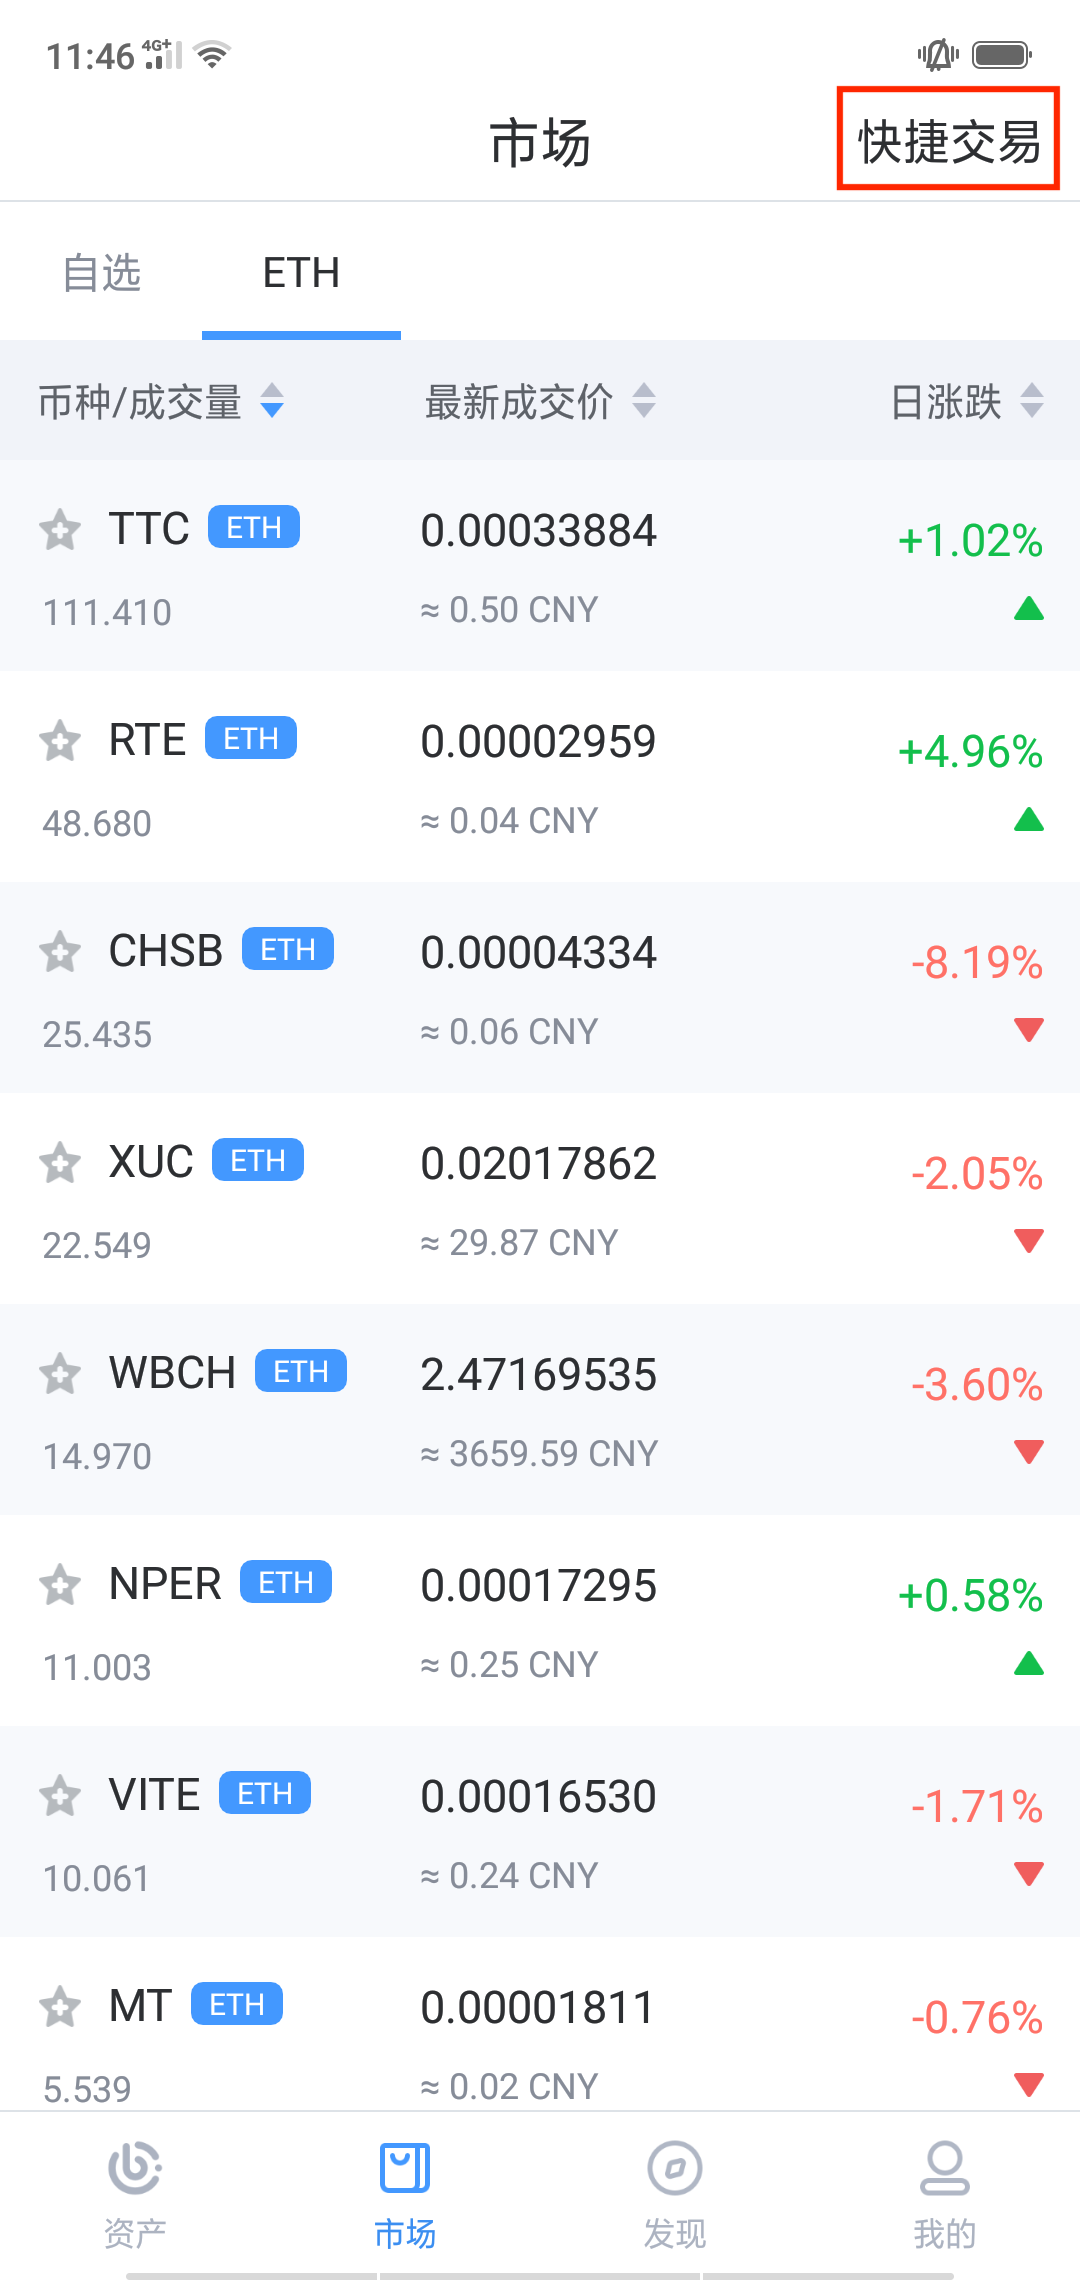 11:46 4G+
市场
快捷交易
自选 ETH
币种/成交量 最新成交价 日涨跌
TTC ETH 0.00033884 +1.02%
111.410 ≈ 0.50 CNY
RTE ETH 0.00002959 +4.96%
48.680 ≈ 0.04 CNY
CHSB ETH 0.00004334 -8.19%
25.435 ≈ 0.06 CNY
XUC ETH 0.02017862 -2.05%
22.549 ≈ 29.87 CNY
WBCH ETH 2.47169535 -3.60%
14.970 ≈ 3659.59 CNY
NPER ETH 0.00017295 +0.58%
11.003 ≈ 0.25 CNY
VITE ETH 0.00016530 -1.71%
10.061 ≈ 0.24 CNY
MT ETH 0.00001811 -0.76%
5.539 ≈ 0.02 CNY
资产 市场 发现 我的